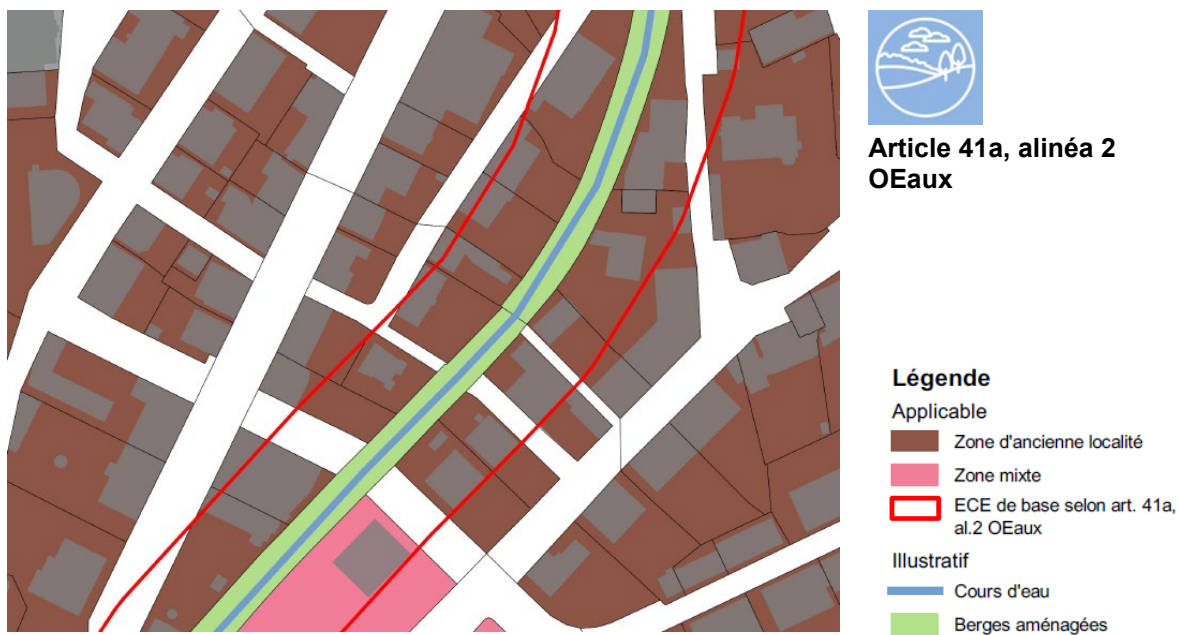 Article 41a, alinéa 2
OEaux
Légende
Applicable
Zone d'ancienne localité
Zone mixte
ECE de base selon art. 41a,
al.2 OEaux
Illustratif
Cours d'eau
Berges aménagées